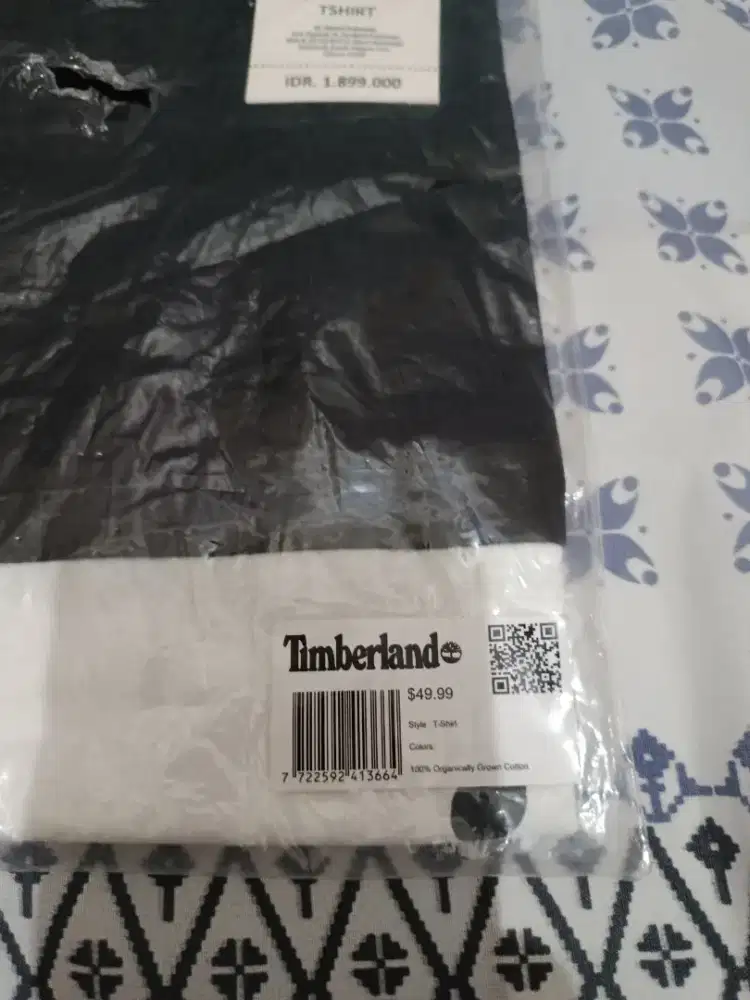 TSHIRT
IDR. 1.899.000
Timberland
$49.99
Style T-Shirt
Colors:
100% Organically Grown Cotton
7 722592 413664